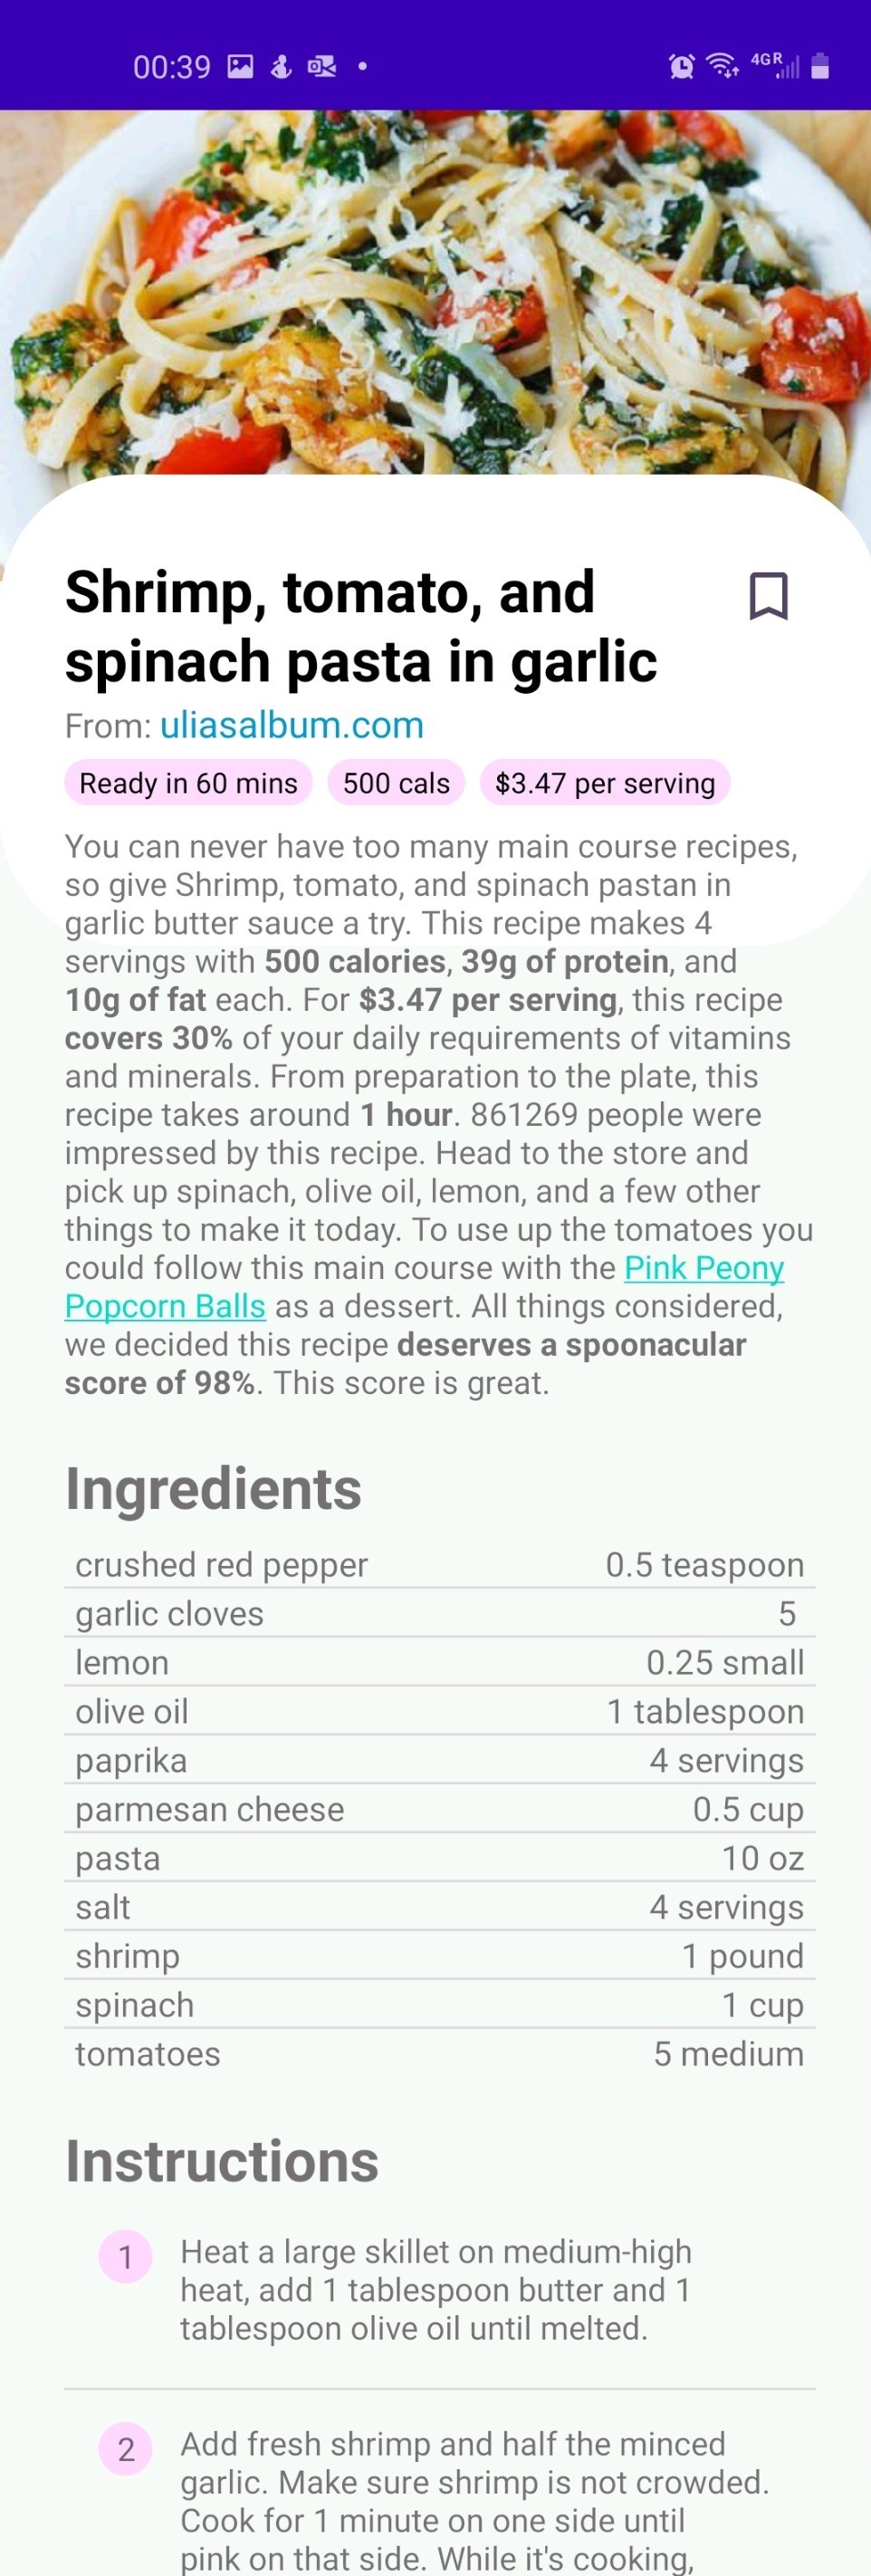 00:39
4GR
Shrimp, tomato, and
spinach pasta in garlic
From: uliasalbum.com
Ready in 60 mins 500 cals $3.47 per serving
You can never have too many main course recipes,
so give Shrimp, tomato, and spinach pastan in
garlic butter sauce a try. This recipe makes 4
servings with 500 calories, 39g of protein, and
10g of fat each. For $3.47 per serving, this recipe
covers 30% of your daily requirements of vitamins
and minerals. From preparation to the plate, this
recipe takes around 1 hour. 861269 people were
impressed by this recipe. Head to the store and
pick up spinach, olive oil, lemon, and a few other
things to make it today. To use up the tomatoes you
could follow this main course with the Pink Peony
Popcorn Balls as a dessert. All things considered,
we decided this recipe deserves a spoonacular
score of 98%. This score is great.
Ingredients
crushed red pepper 0.5 teaspoon
garlic cloves 5
lemon 0.25 small
olive oil 1 tablespoon
paprika 4 servings
parmesan cheese 0.5 cup
pasta 10 oz
salt 4 servings
shrimp 1 pound
spinach 1 cup
tomatoes 5 medium
Instructions
1 Heat a large skillet on medium-high
heat, add 1 tablespoon butter and 1
tablespoon olive oil until melted.
2 Add fresh shrimp and half the minced
garlic. Make sure shrimp is not crowded.
Cook for 1 minute on one side until
pink on that side. While it's cooking,